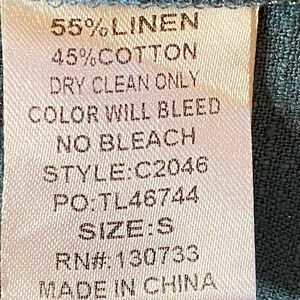 55%LINEN
45%COTTON
DRY CLEAN ONLY
COLOR WILL BLEED
NO BLEACH
STYLE:C2046
PO:TL46744
SIZE:S
RN#:130733
MADE IN CHINA